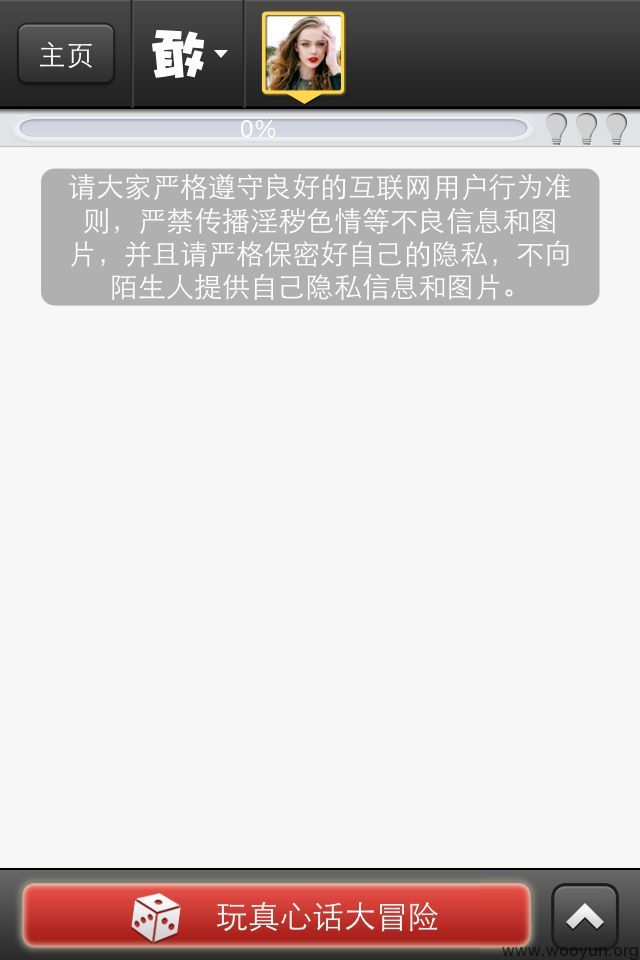 主页
敢
0%
请大家严格遵守良好的互联网用户行为准
则，严禁传播淫秽色情等不良信息和图
片，并且请严格保密好自己的隐私，不向
陌生人提供自己隐私信息和图片。
玩真心话大冒险
www.wooyun.org